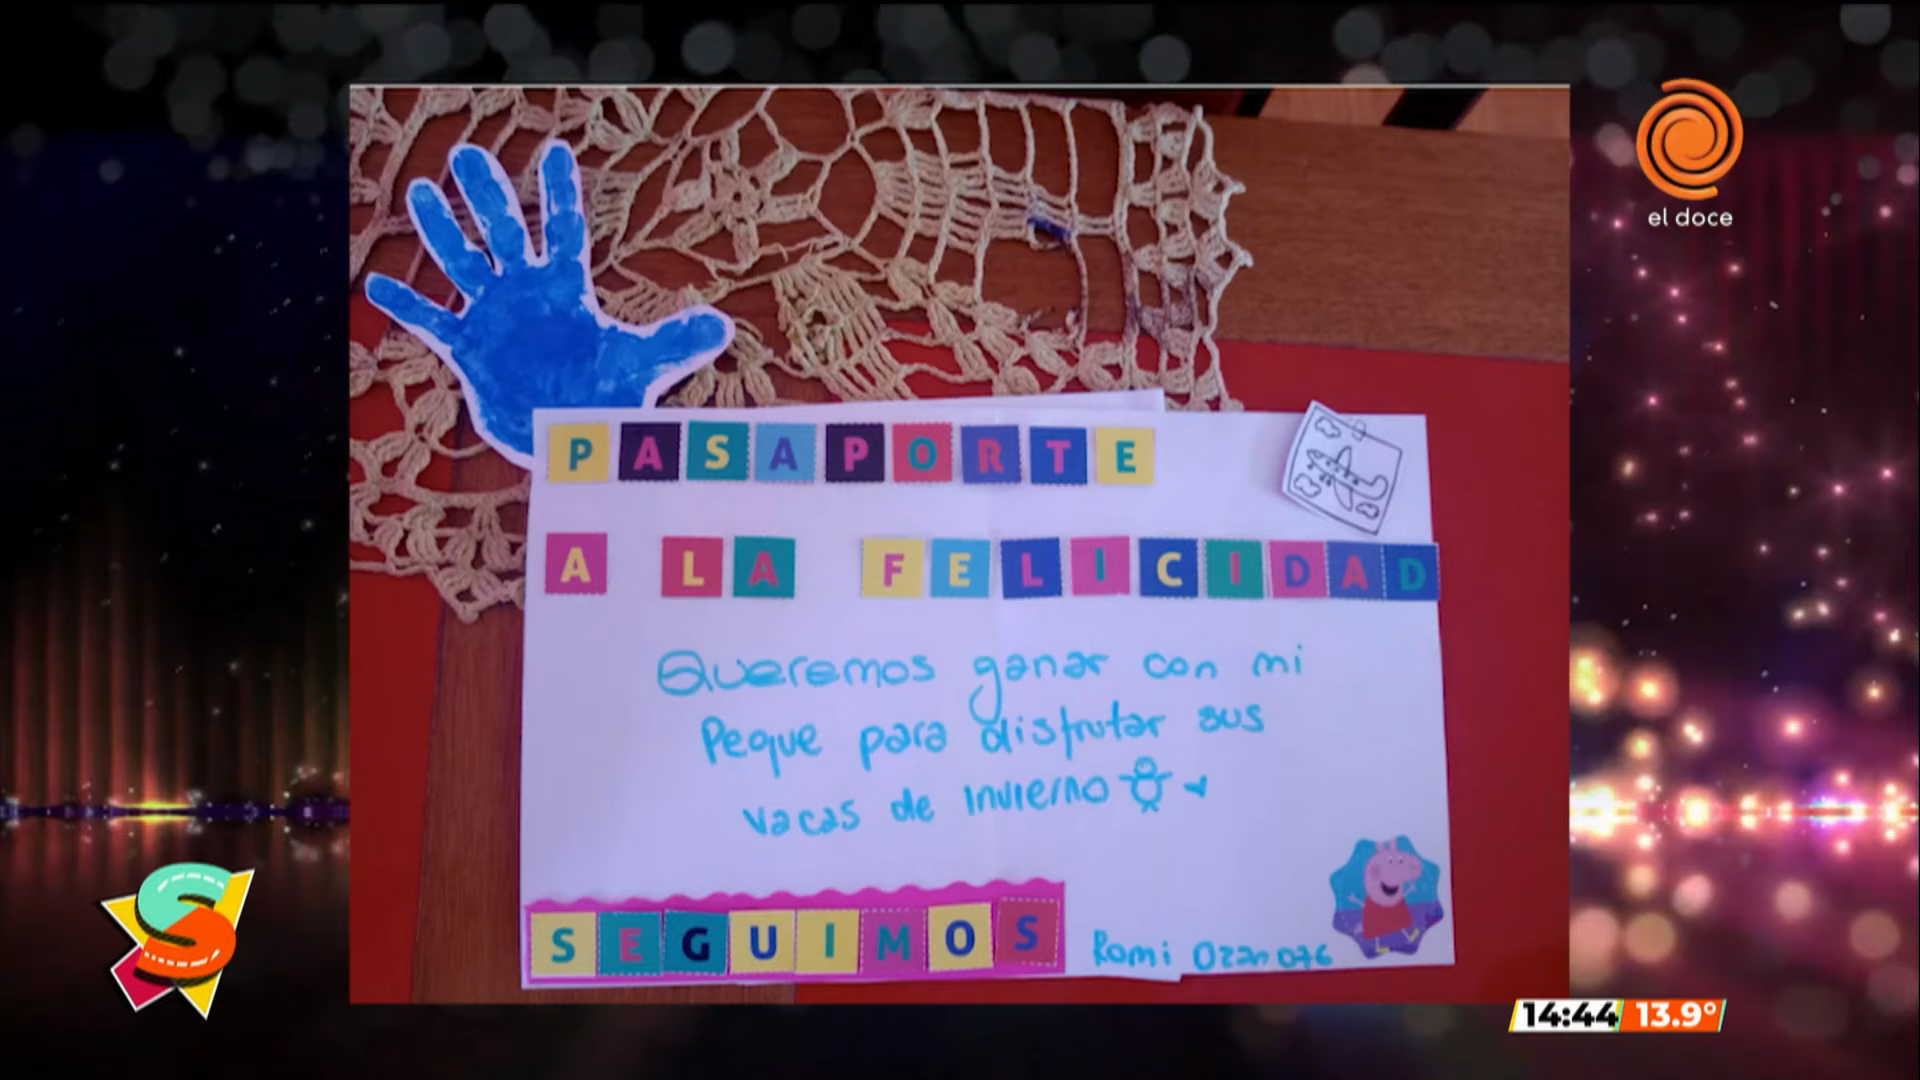 el doce
PASAPORTE
A LA FELICIDAD
Queremos ganar con mi
Peque para disfrutar sus
vacas de invierno
SEGUIMOS
Romi
S
14:44 13.9°